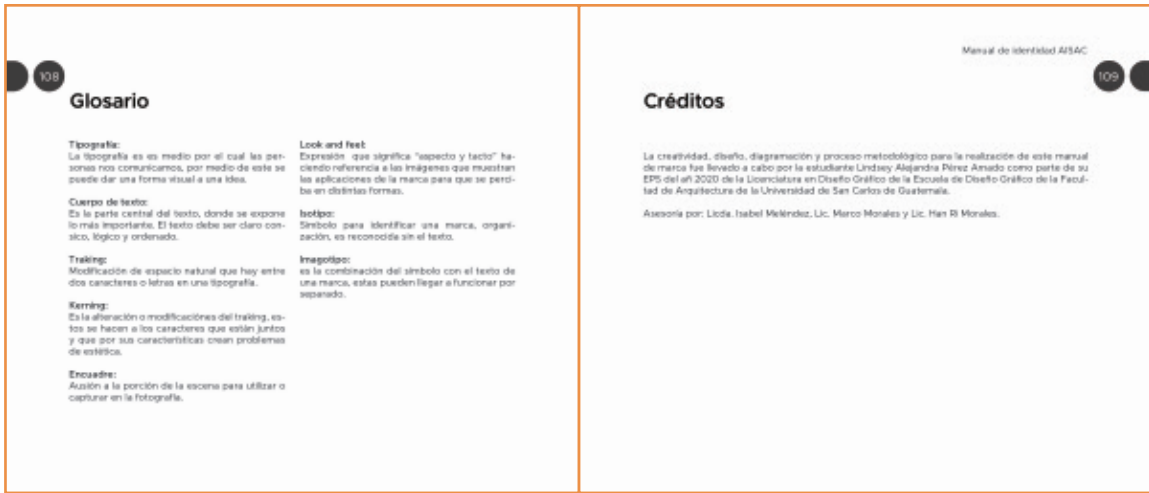 108
Glosario
Tipografía:
La tipografía es es medio por el cual las per-
sonas nos comunicamos, por medio de este se
puede dar una forma visual a una idea.
Cuerpo de texto:
Es la parte central del texto, donde se expone
lo más importante. El texto debe ser claro con-
sico, lógico y ordenado.
Traking:
Modificación de espacio natural que hay entre
dos caracteres o letras en una tipografía.
Kerning:
Es la alteración o modificaciónes del traking, es-
tos se hacen a los caracteres que están juntos
y que por sus características crean problemas
de estética.
Encuadre:
Ausión a la porción de la escena para utilizar o
capturar en la fotografía.
Look and feel:
Expresión que significa "aspecto y tacto" ha-
ciendo referencia a las imágenes que muestran
las aplicaciones de la marca para que se perci-
ba en distintas formas.
Isotipo:
Símbolo para identificar una marca, organi-
zación, es reconocida sin el texto.
Imagotipo:
es la combinación del símbolo con el texto de
una marca, estas pueden llegar a funcionar por
separado.
Manual de identidad AISAC
109
Créditos
La creatividad, diseño, diagramación y proceso metodológico para la realización de este manual
de marca fue llevado a cabo por la estudiante Lindsey Alejandra Pérez Amado como parte de su
EPS del añ 2020 de la Licenciatura en Diseño Gráfico de la Escuela de Diseño Gráfico de la Facul-
tad de Arquitectura de la Universidad de San Carlos de Guatemala.
Asesoría por: Licda. Isabel Meléndez, Lic. Marco Morales y Lic. Han Ri Morales.